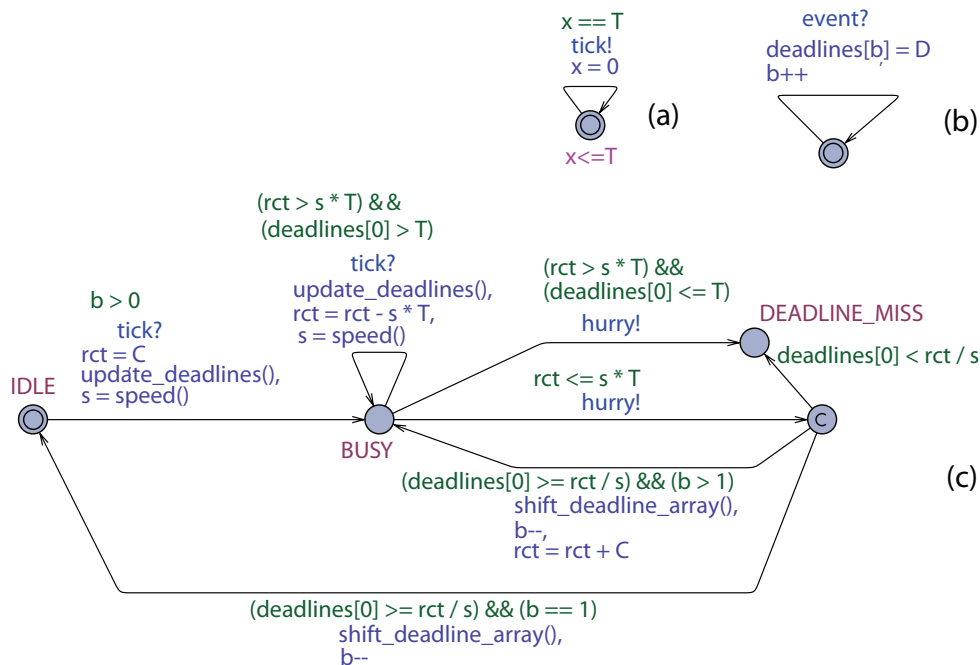 x == T
tick!
x = 0
x<=T
(a)
event?
deadlines[b] = D
b++
(b)
(rct > s * T) &&
(deadlines[0] > T)
tick?
update_deadlines(),
rct = rct - s * T,
s = speed()
b > 0
tick?
rct = C
update_deadlines(),
s = speed()
IDLE
BUSY
(rct > s * T) &&
(deadlines[0] <= T)
hurry!
DEADLINE_MISS
deadlines[0] < rct / s
rct <= s * T
hurry!
C
(deadlines[0] >= rct / s) && (b > 1)
shift_deadline_array(),
b--,
rct = rct + C
(c)
(deadlines[0] >= rct / s) && (b == 1)
shift_deadline_array(),
b--